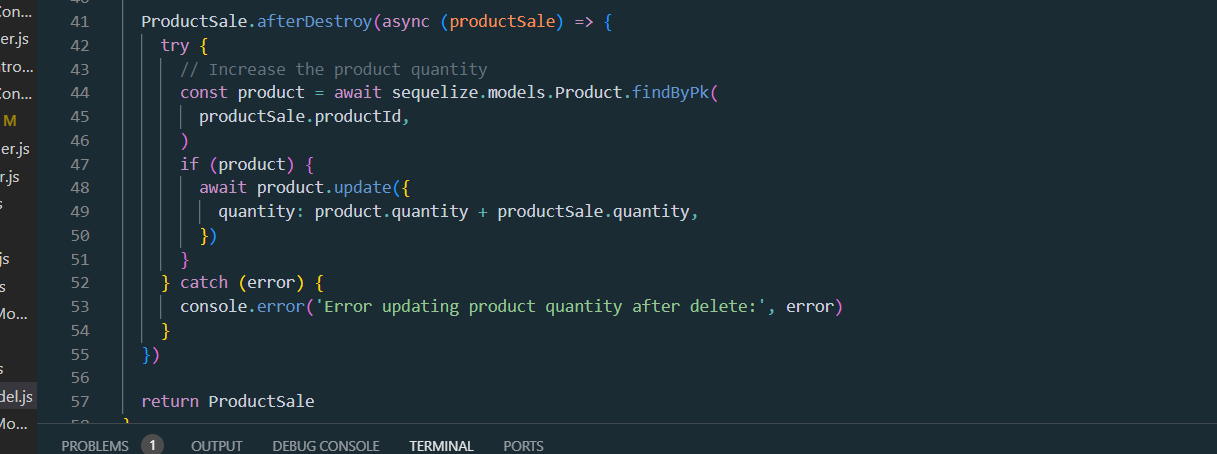 Con...
er.js
ntro...
Con...
M
er.js
r.js
s
js
s
Mo...
s
del.js
Mo...
41 ProductSale.afterDestroy(async (productSale) => {
42 try {
43 // Increase the product quantity
44 const product = await sequelize.models.Product.findByPk(
45 productSale.productId,
46 )
47 if (product) {
48 await product.update({
49 quantity: product.quantity + productSale.quantity,
50 })
51 }
52 } catch (error) {
53 console.error('Error updating product quantity after delete:', error)
54 }
55 })
56
57 return ProductSale
58 }
PROBLEMS 1 OUTPUT DEBUG CONSOLE TERMINAL PORTS